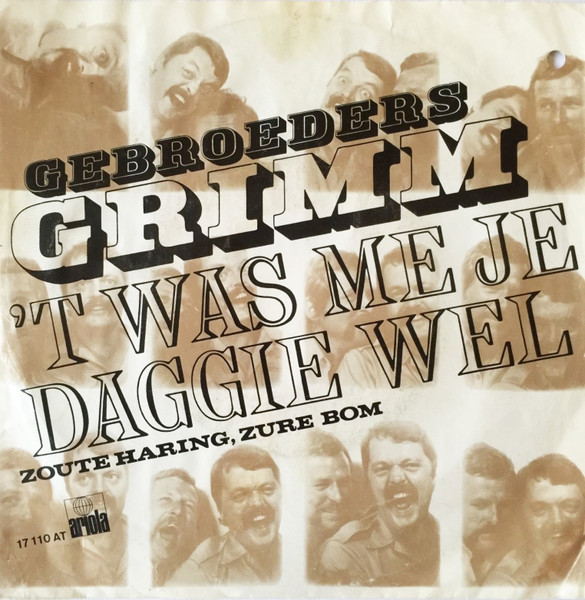 GEBROEDERS
GRIMM
'T WAS ME JE
DAGGIE WEL
ZOUTE HARING, ZURE BOM
17 110 AT ariola